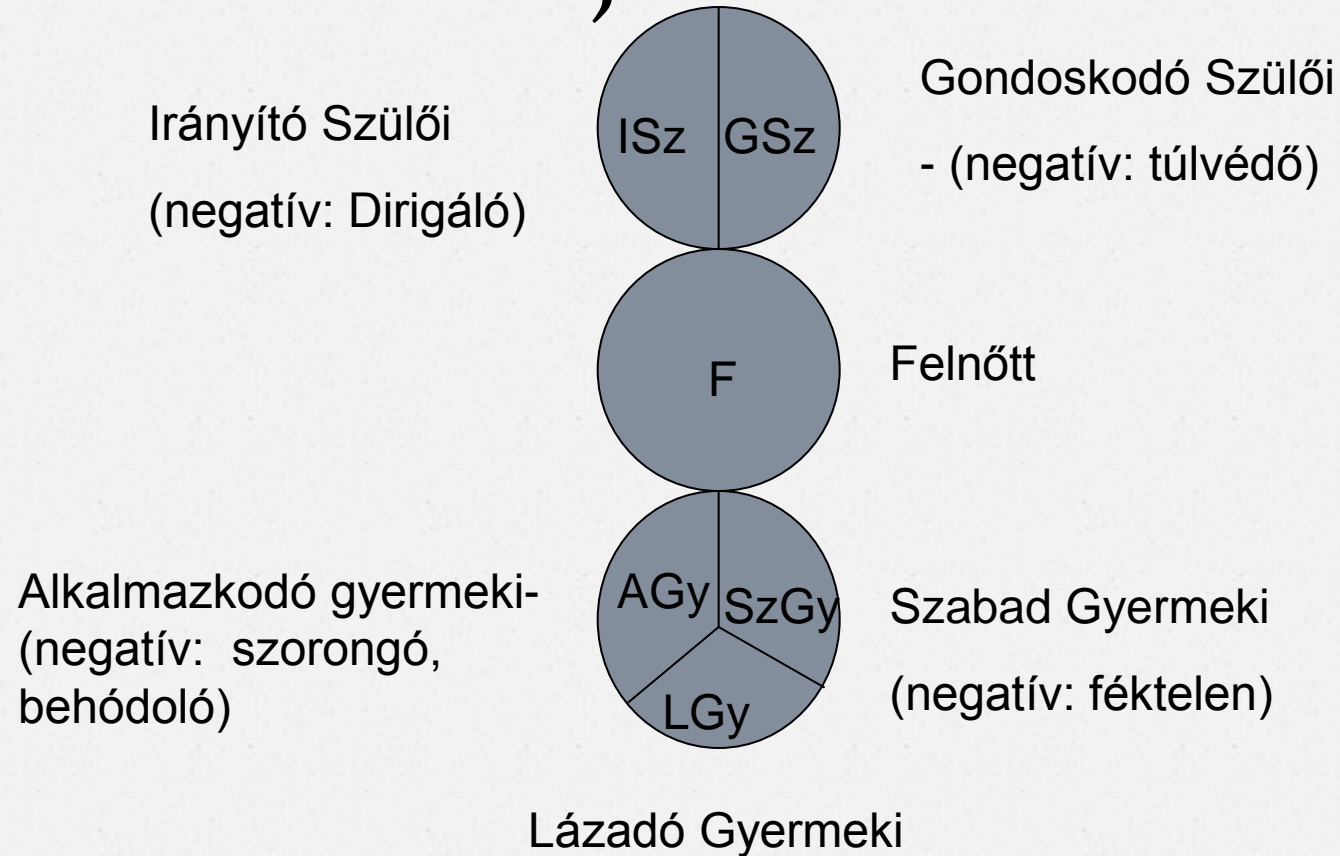 Irányító Szülői
(negatív: Dirigáló)
ISz
GSz
Gondoskodó Szülői
- (negatív: túlvédő)
F
Felnőtt
Alkalmazkodó gyermeki-
(negatív: szorongó,
behódoló)
AGy
SzGy
LGy
Szabad Gyermeki
(negatív: féktelen)
Lázadó Gyermeki